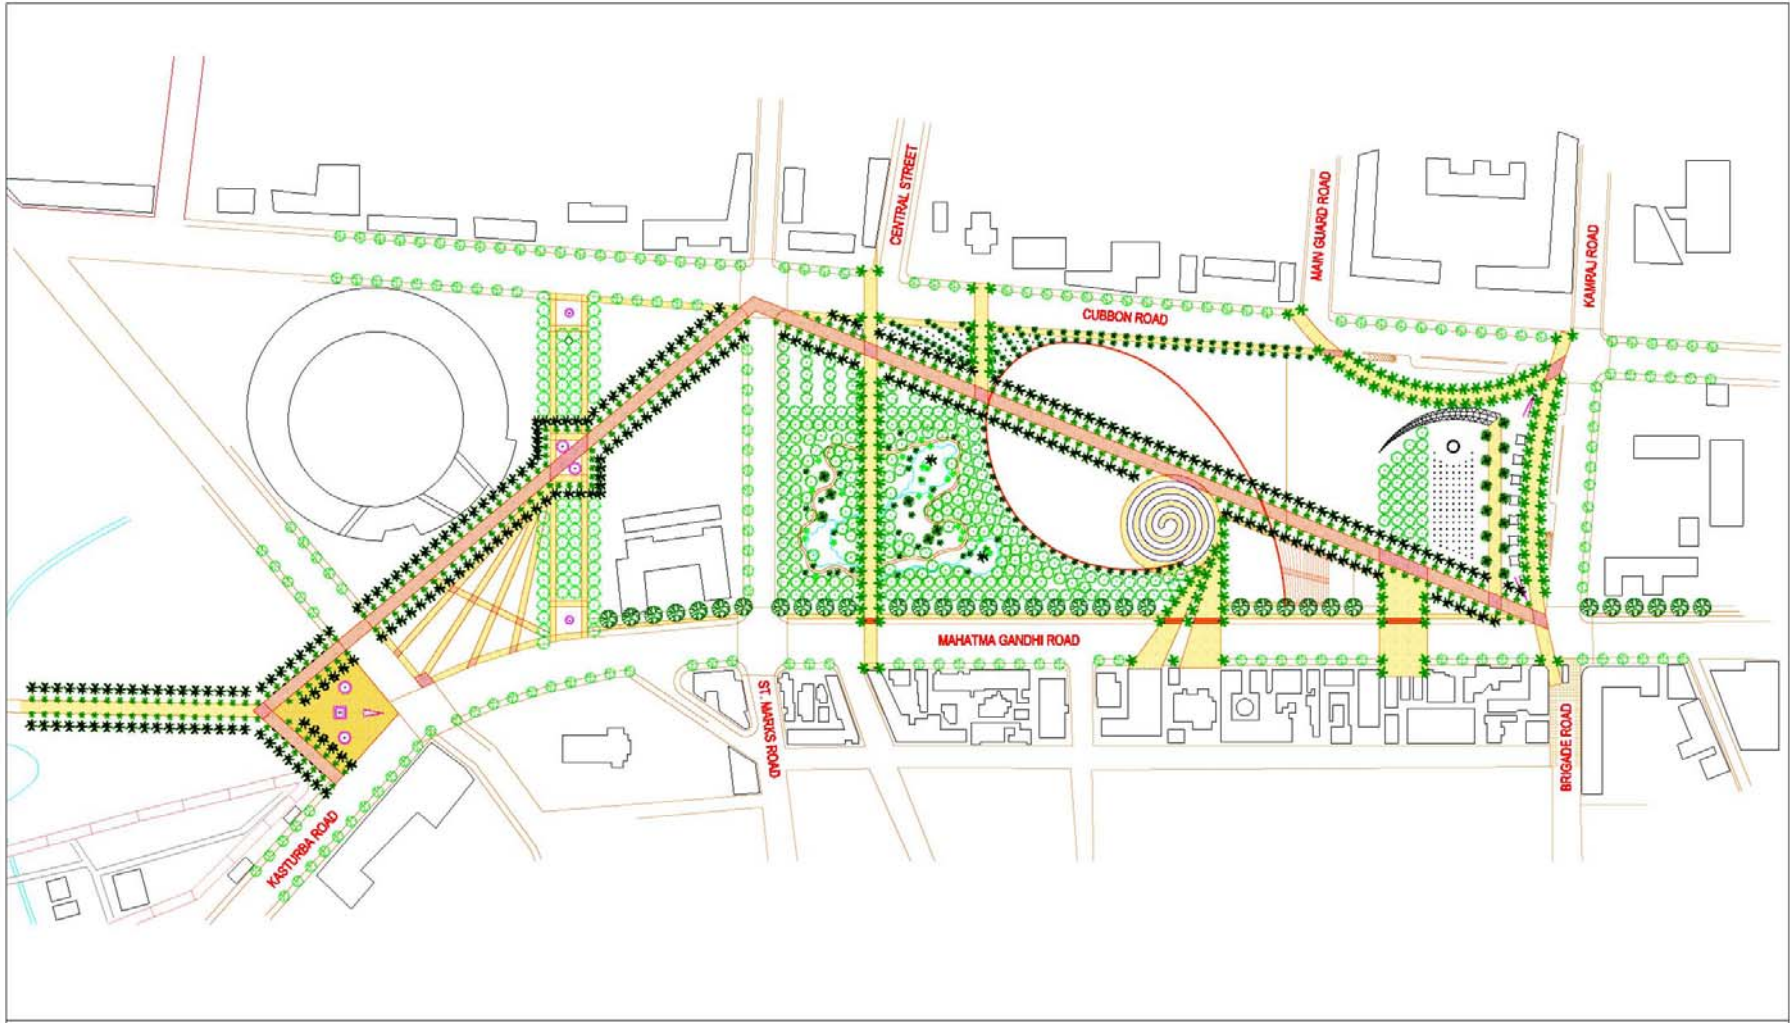 CENTRAL STREET
MAIN GUARD ROAD
KAMRAJ ROAD
CUBBON ROAD
MAHATMA GANDHI ROAD
ST. MARKS ROAD
BRIGADE ROAD
KASTURBA ROAD